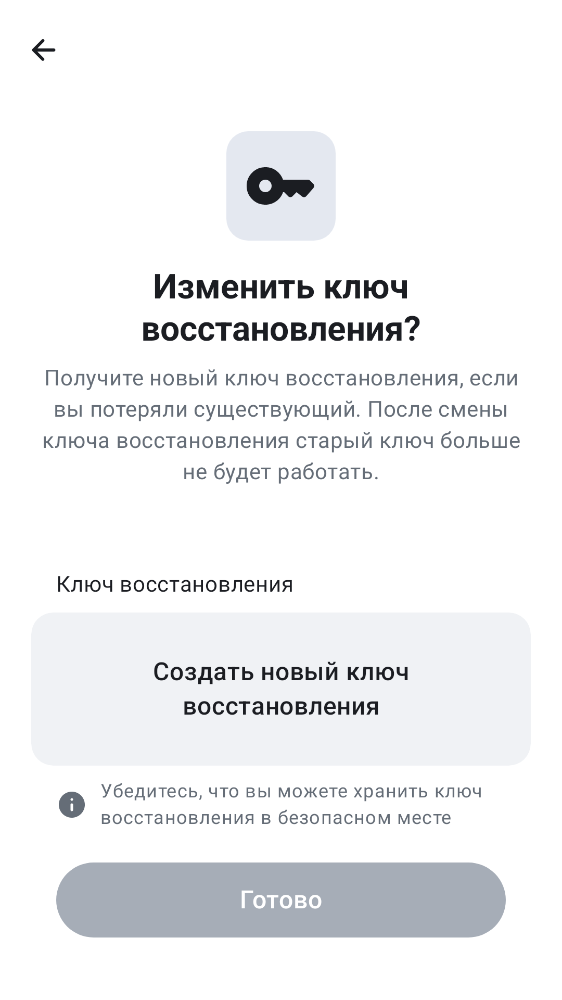 Изменить ключ
восстановления?
Получите новый ключ восстановления, если
вы потеряли существующий. После смены
ключа восстановления старый ключ больше
не будет работать.
Ключ восстановления
Создать новый ключ
восстановления
Убедитесь, что вы можете хранить ключ
восстановления в безопасном месте
Готово